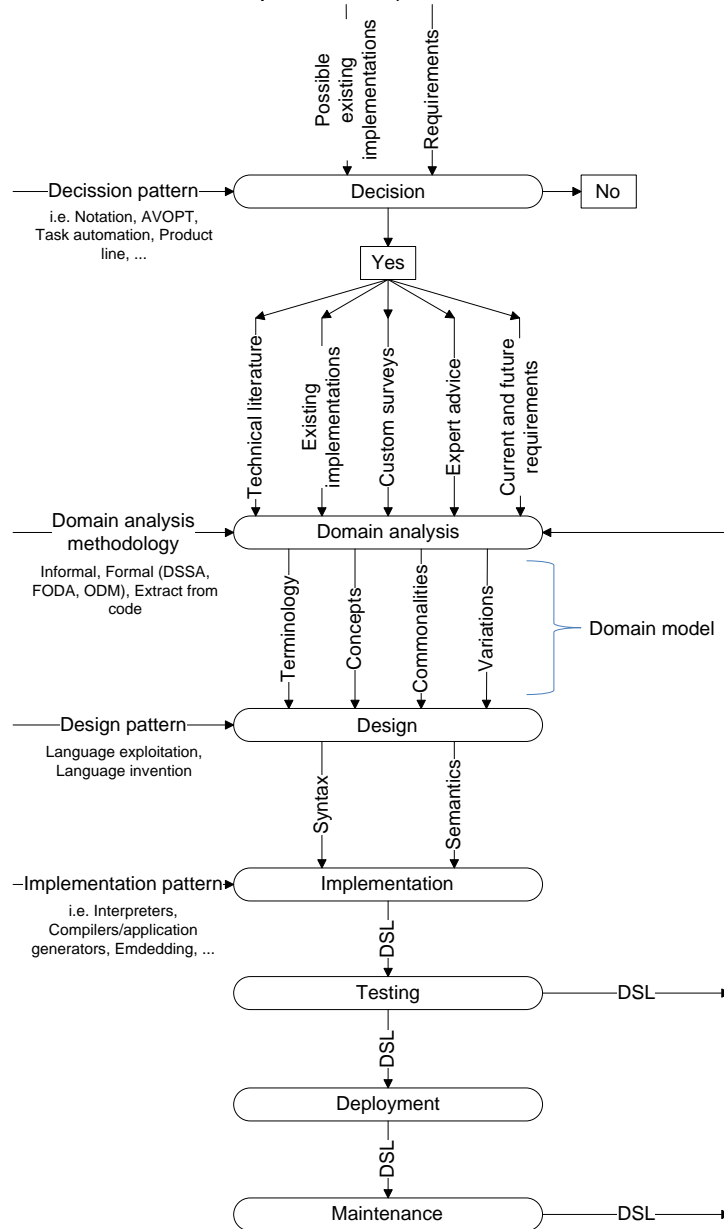 Possible
existing
implementations
Requirements
Decission pattern
i.e. Notation, AVOPT,
Task automation, Product
line, ...
Decision
No
Yes
Technical literature
Existing
implementations
Custom surveys
Expert advice
Current and future
requirements
Domain analysis
methodology
Informal, Formal (DSSA,
FODA, ODM), Extract from
code
Domain analysis
Terminology
Concepts
Commonalities
Variations
Domain model
Design pattern
Language exploitation,
Language invention
Design
Syntax
Semantics
Implementation pattern
i.e. Interpreters,
Compilers/application
generators, Emdedding, ...
Implementation
DSL
Testing
DSL
DSL
Deployment
DSL
Maintenance
DSL